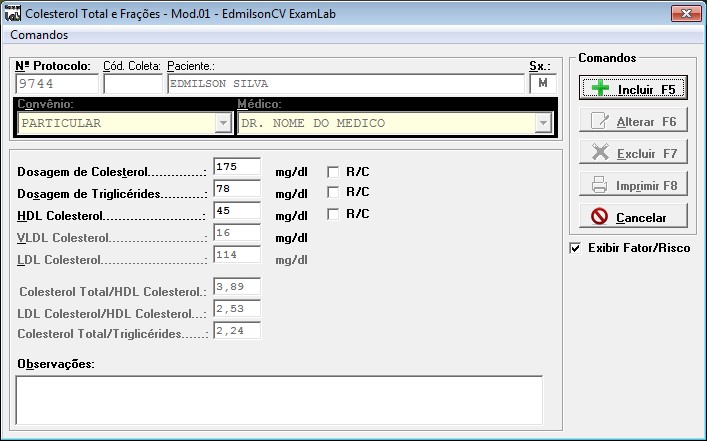 Colesterol Total e Frações - Mod.01 - EdmilsonCV ExamLab
Comandos
Nº Protocolo: Cód. Coleta: Paciente.: Sx.:
9744 EDMILSON SILVA M
Convênio: Médico:
PARTICULAR DR. NOME DO MEDICO
Comandos
Incluir F5
Alterar F6
Excluir F7
Imprimir F8
Cancelar
Exibir Fator/Risco
Dosagem de Colesterol............: 175 mg/dl R/C
Dosagem de Triglicérides.........: 78 mg/dl R/C
HDL Colesterol.......................: 45 mg/dl R/C
VLDL Colesterol.....................: 16 mg/dl
LDL Colesterol.......................: 114 mg/dl
Colesterol Total/HDL Colesterol.: 3,89
LDL Colesterol/HDL Colesterol...: 2,53
Colesterol Total/Triglicérides......: 2,24
Observações: